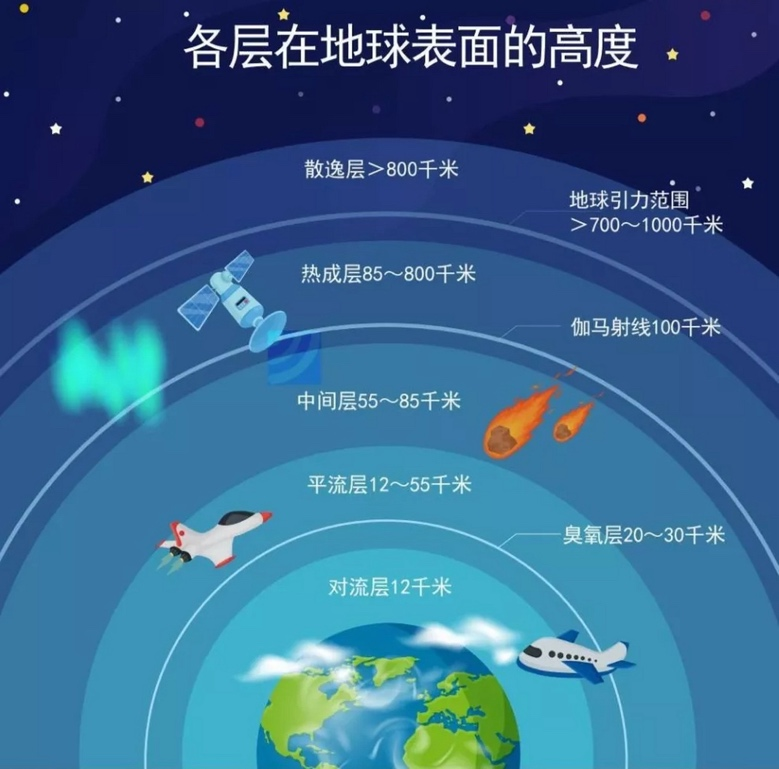 各层在地球表面的高度
散逸层＞800千米
地球引力范围
＞700～1000千米
热成层85～800千米
伽马射线100千米
中间层55～85千米
平流层12～55千米
臭氧层20～30千米
对流层12千米